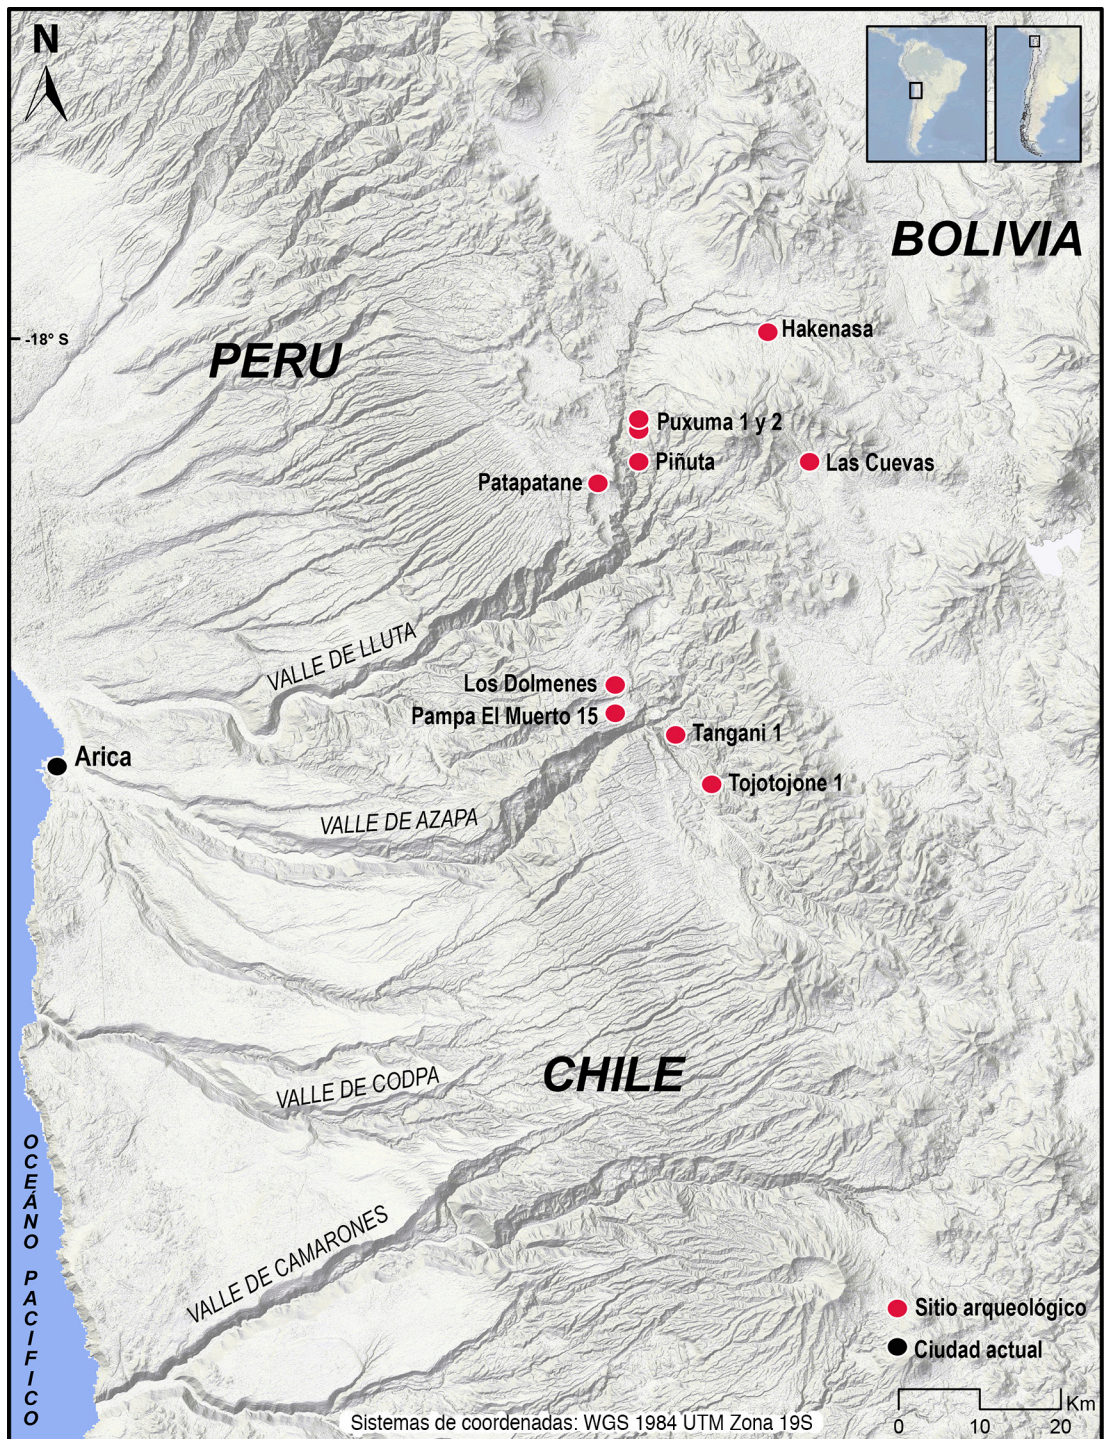 N
BOLIVIA
-18° S
PERU
Hakenasa
Puxuma 1 y 2
Piñuta
Las Cuevas
Patapatane
VALLE DE LLUTA
Los Dolmenes
Pampa El Muerto 15
Tangani 1
Arica
Tojotojone 1
VALLE DE AZAPA
CHILE
VALLE DE CODPA
OCEÁNO PACIFICO
VALLE DE CAMARONES
Sitio arqueológico
Ciudad actual
Km
0 10 20
Sistemas de coordenadas: WGS 1984 UTM Zona 19S